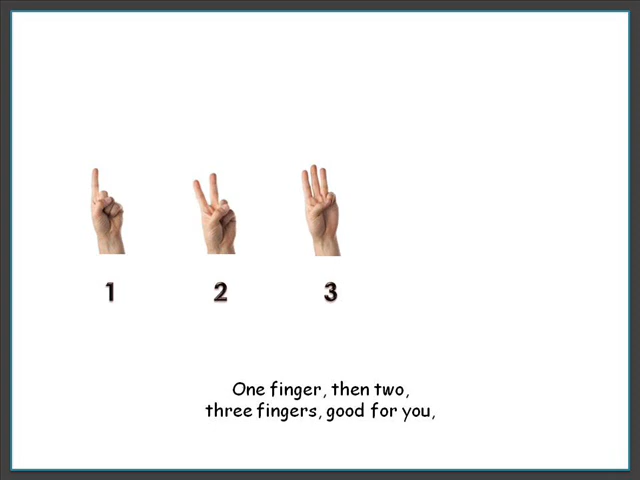 1 2 3
One finger, then two,
three fingers, good for you,